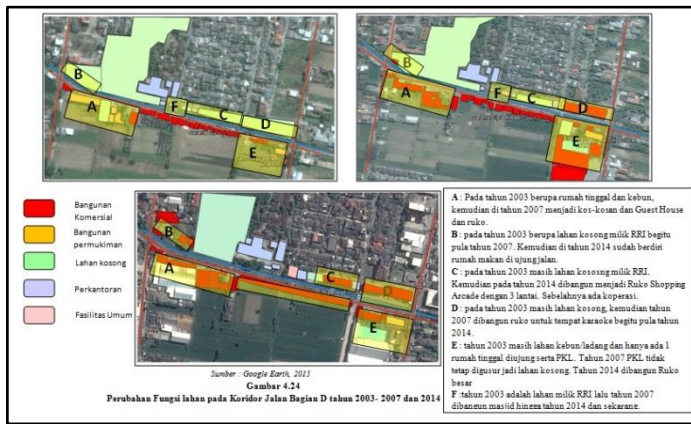 B
A
F
C
D
E
B
A
F
C
D
E
Bangunan
Komersial
Bangunan
permukiman
Lahan kosong
Perkantoran
Fasilitas Umum
B
A
C
D
E
Sumber : Google Earth, 2015
Gambar 4.24
Perubahan Fungsi lahan pada Koridor Jalan Bagian D tahun 2003- 2007 dan 2014
A : Pada tahun 2003 berupa rumah tinggal dan kebun,
kemudian di tahun 2007 menjadi kos-kosan dan Guest House
dan ruko.
B : pada tahun 2003 berupa lahan kosong milik RRI begitu
pula tahun 2007. Kemudian di tahun 2014 sudah berdiri
rumah makan di ujung jalan.
C : pada tahun 2003 masih lahan kososng milik RRI.
Kemudian pada tahun 2014 dibangun menjadi Ruko Shopping
Arcade dengan 3 lantai. Sebelahnya ada koperasi.
D : pada tahun 2003 masih lahan kosong, kemudian tahun
2007 dibangun ruko untuk tempat karaoke begitu pula tahun
2014.
E : tahun 2003 masih lahan kebun/ladang dan hanya ada 1
rumah tinggal diujung serta PKL. Tahun 2007 PKL tidak
tetap digusur jadi lahan kosong. Tahun 2014 dibangun Ruko
besar
F :tahun 2003 adalah lahan milik RRI lalu tahun 2007
dibangun masjid hingga tahun 2014 dan sekarang.